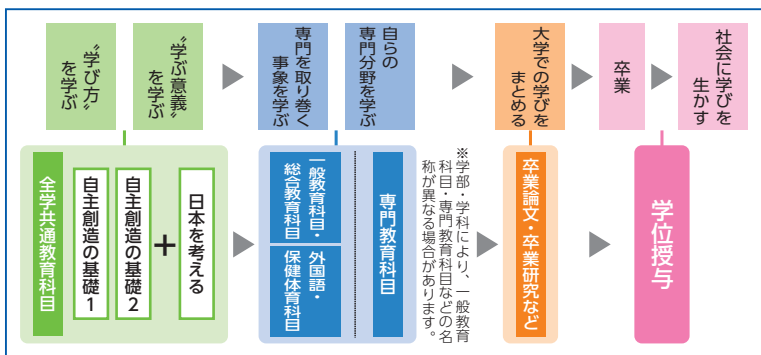 “学び方”
を学ぶ
“学ぶ意義”
を学ぶ
専門を取り巻く
事象を学ぶ
自らの
専門分野を学ぶ
大学での学びを
まとめる
卒業
社会に学びを
生かす
全学共通教育科目
自主創造の基礎1
自主創造の基礎2
＋
日本を考える
一般教育科目・
総合教育科目
外国語・
保健体育科目
専門教育科目
※学部・学科により、一般教育
科目・専門教育科目などの名
称が異なる場合があります。
卒業論文・卒業研究など
学位授与